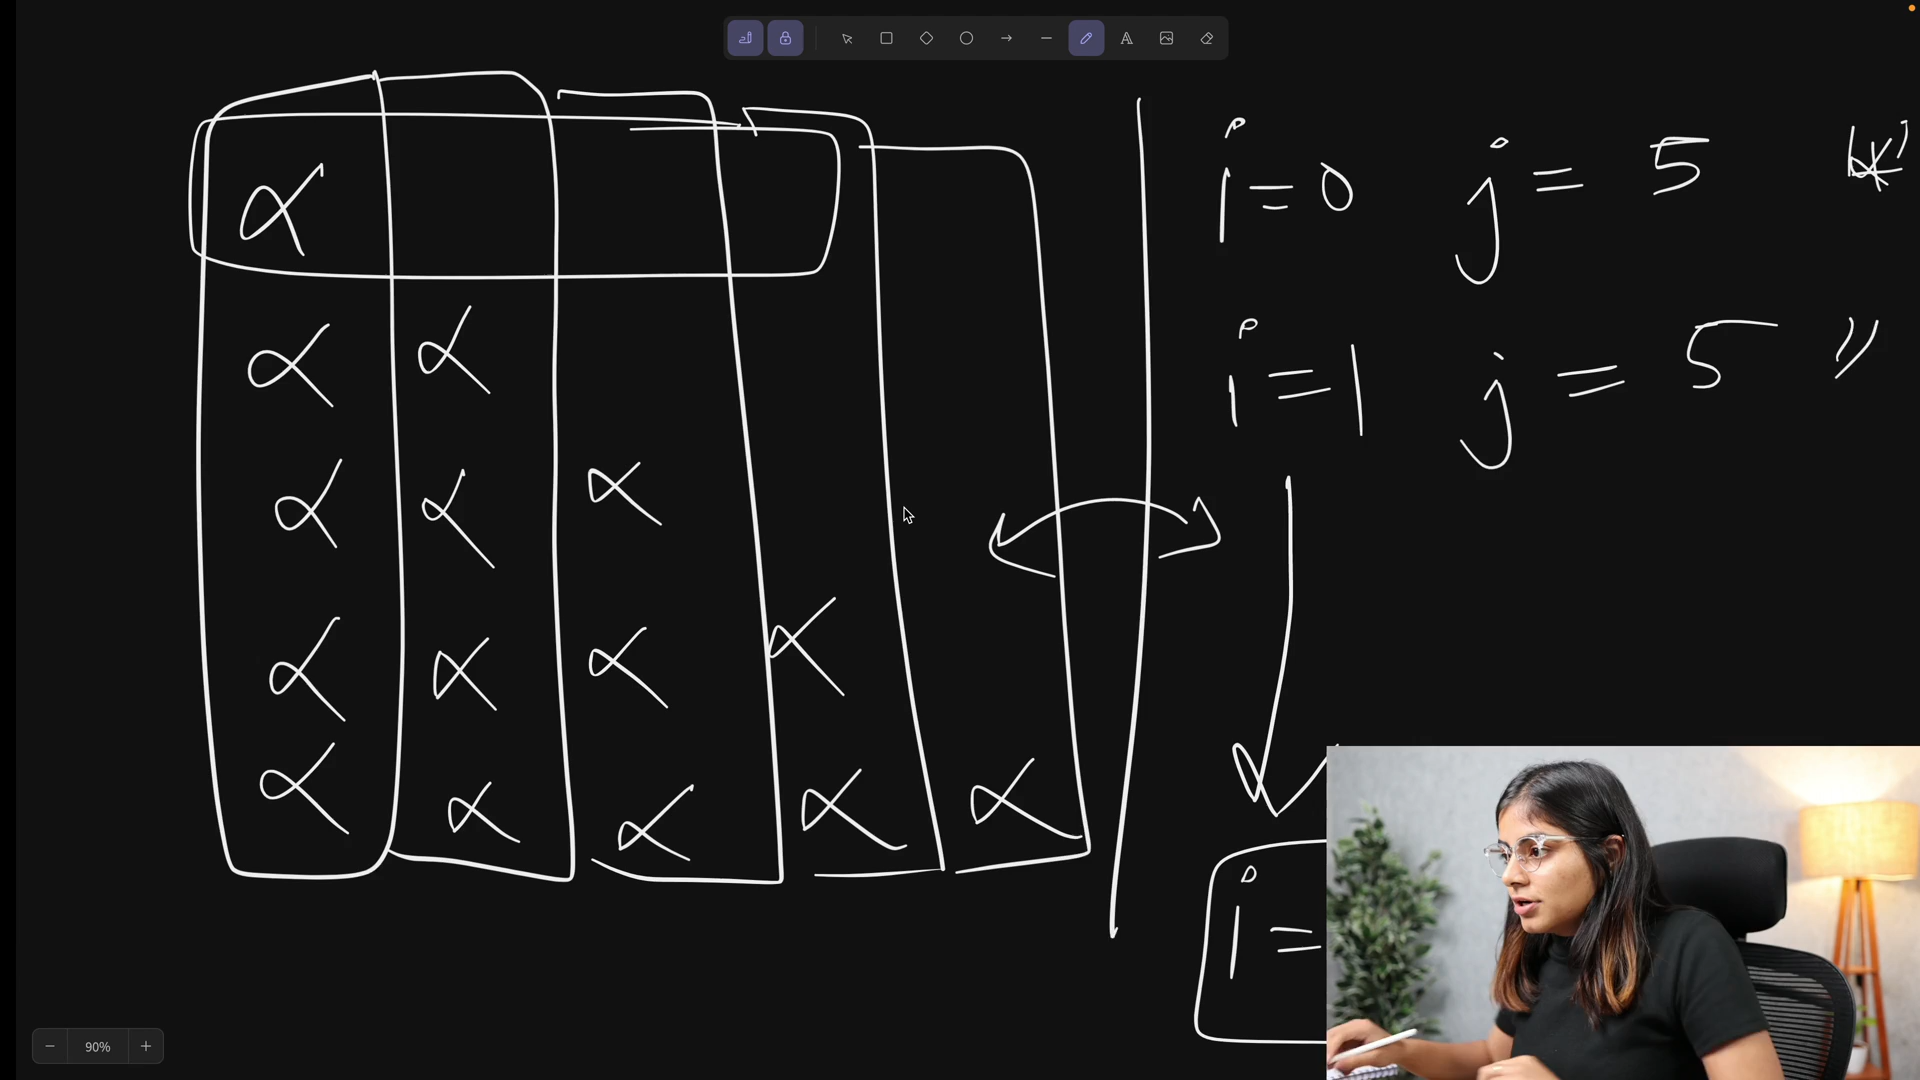 α
α α
α α α
α α α α
α α α α α
i = 0 j = 5
i = 1 j = 5 "
i =
90%